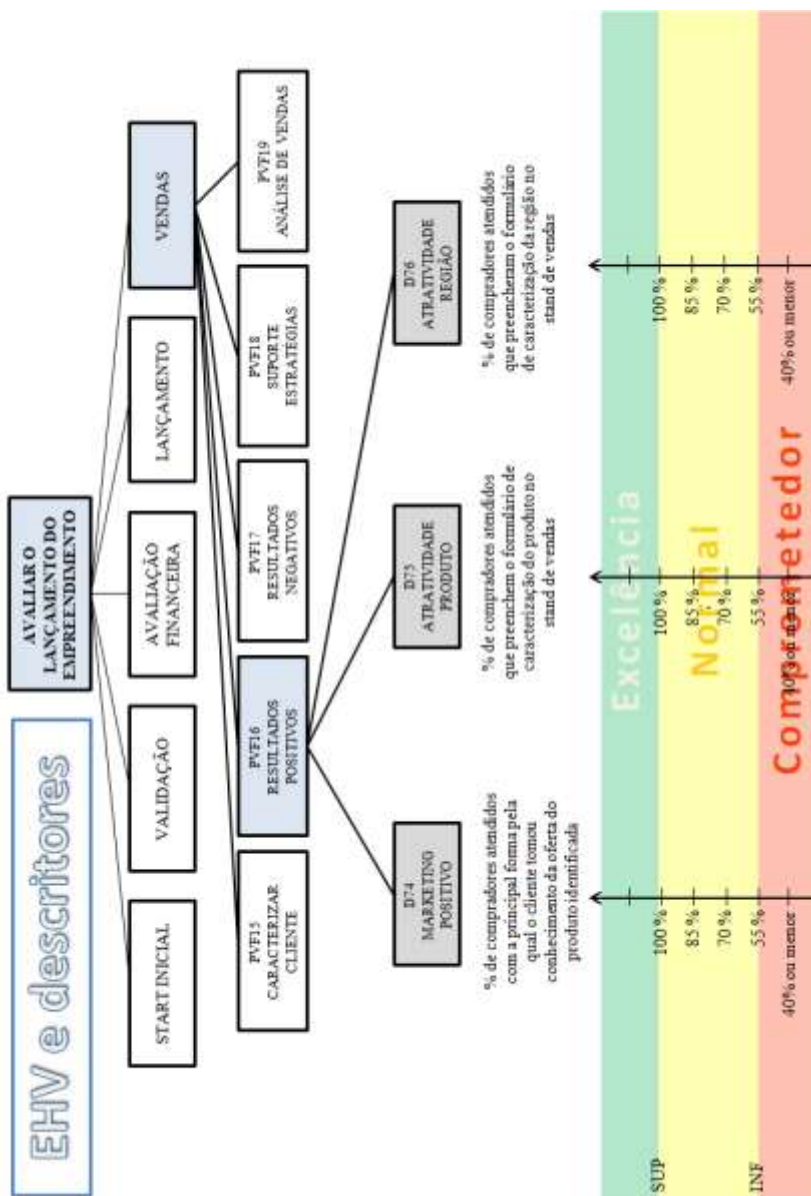 EHV e descritores
AVALIAR O
LANÇAMENTO DO
EMPREENDIMENTO
START INICIAL
VALIDAÇÃO
AVALIAÇÃO
FINANCEIRA
LANÇAMENTO
VENDAS
PVF15
CARACTERIZAR
CLIENTE
PVF16
RESULTADOS
POSITIVOS
PVF17
RESULTADOS
NEGATIVOS
PVF18
SUPORTE
ESTRATÉGIAS
PVF19
ANÁLISE DE VENDAS
D74
MARKETING
POSITIVO
D75
ATRATIVIDADE
PRODUTO
D76
ATRATIVIDADE
REGIÃO
% de compradores atendidos
com a principal forma pela
qual o cliente tomou
conhecimento da oferta do
produto identificada
% de compradores atendidos
que preenchem o formulário de
caracterização do produto no
stand de vendas
% de compradores atendidos
que preencheram o formulário
de caracterização da região no
stand de vendas
Excelência
SUP
100%
100%
100%
85%
85%
85%
Normal
70%
70%
70%
INF
55%
55%
55%
Comprometedor
40% ou menor
40% ou menor
40% ou menor